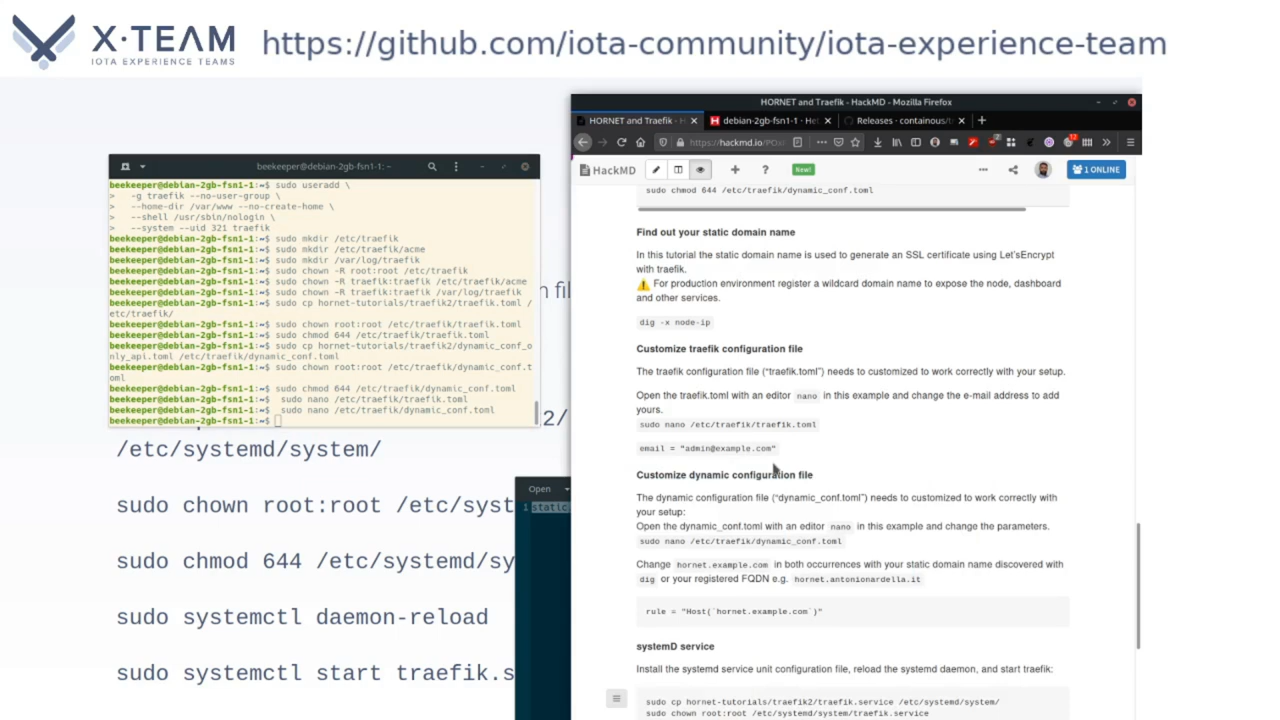 X·TEAM
IOTA EXPERIENCE TEAMS
https://github.com/iota-community/iota-experience-team
beekeeper@debian-2gb-fsn1-1: ~
beekeeper@debian-2gb-fsn1-1:~$ sudo useradd \
> -g traefik --no-user-group \
> --home-dir /var/www --no-create-home \
> --shell /usr/sbin/nologin \
> --system --uid 321 traefik
beekeeper@debian-2gb-fsn1-1:~$ sudo mkdir /etc/traefik
beekeeper@debian-2gb-fsn1-1:~$ sudo mkdir /etc/traefik/acme
beekeeper@debian-2gb-fsn1-1:~$ sudo mkdir /var/log/traefik
beekeeper@debian-2gb-fsn1-1:~$ sudo chown -R root:root /etc/traefik
beekeeper@debian-2gb-fsn1-1:~$ sudo chown -R traefik:traefik /etc/traefik/acme
beekeeper@debian-2gb-fsn1-1:~$ sudo chown -R traefik:traefik /var/log/traefik
beekeeper@debian-2gb-fsn1-1:~$ sudo cp hornet-tutorials/traefik2/traefik.toml /
etc/traefik/
beekeeper@debian-2gb-fsn1-1:~$ sudo chown root:root /etc/traefik/traefik.toml
beekeeper@debian-2gb-fsn1-1:~$ sudo chmod 644 /etc/traefik/traefik.toml
beekeeper@debian-2gb-fsn1-1:~$ sudo cp hornet-tutorials/traefik2/dynamic_conf_o
nly_api.toml /etc/traefik/dynamic_conf.toml
beekeeper@debian-2gb-fsn1-1:~$ sudo chown root:root /etc/traefik/dynamic_conf.t
oml
beekeeper@debian-2gb-fsn1-1:~$ sudo chmod 644 /etc/traefik/dynamic_conf.toml
beekeeper@debian-2gb-fsn1-1:~$  sudo nano /etc/traefik/traefik.toml
beekeeper@debian-2gb-fsn1-1:~$  sudo nano /etc/traefik/dynamic_conf.toml
beekeeper@debian-2gb-fsn1-1:~$
n fil
2/
/etc/systemd/system/
sudo chown root:root /etc/syst
sudo chmod 644 /etc/systemd/sy
sudo systemctl daemon-reload
sudo systemctl start traefik.s
Open
1 static
HORNET and Traefik - HackMD - Mozilla Firefox
HORNET and Traefik - H
debian-2gb-fsn1-1 · Het
Releases · containous/tr
https://hackmd.io/PDx
HackMD
New!
1 ONLINE
sudo chmod 644 /etc/traefik/dynamic_conf.toml
Find out your static domain name
In this tutorial the static domain name is used to generate an SSL certificate using Let'sEncrypt
with traefik.
⚠️ For production environment register a wildcard domain name to expose the node, dashboard
and other services.
dig -x node-ip
Customize traefik configuration file
The traefik configuration file ("traefik.toml") needs to customized to work correctly with your setup.
Open the traefik.toml with an editor nano in this example and change the e-mail address to add
yours.
sudo nano /etc/traefik/traefik.toml
email = "admin@example.com"
Customize dynamic configuration file
The dynamic configuration file ("dynamic_conf.toml") needs to customized to work correctly with
your setup:
Open the dynamic_conf.toml with an editor nano in this example and change the parameters.
sudo nano /etc/traefik/dynamic_conf.toml
Change hornet.example.com in both occurrences with your static domain name discovered with
dig or your registered FQDN e.g. hornet.antonionardella.it
rule = "Host(`hornet.example.com`)"
systemD service
Install the systemd service unit configuration file, reload the systemd daemon, and start traefik:
sudo cp hornet-tutorials/traefik2/traefik.service /etc/systemd/system/
sudo chown root:root /etc/systemd/system/traefik.service